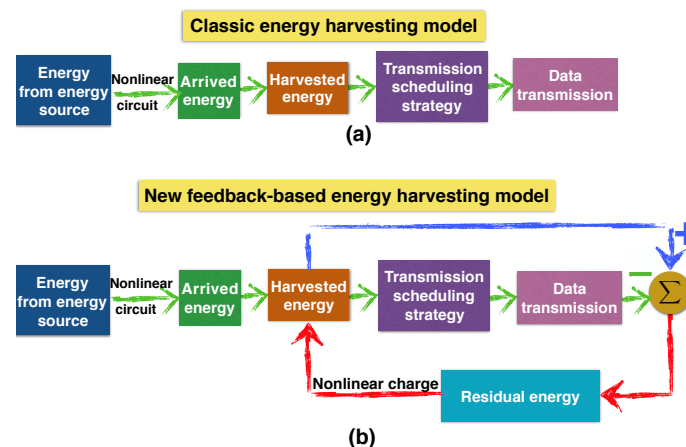 Classic energy harvesting model
Energy
from energy
source
Nonlinear
circuit
Arrived
energy
Harvested
energy
Transmission
scheduling
strategy
Data
transmission
(a)
New feedback-based energy harvesting model
+
Energy
from energy
source
Nonlinear
circuit
Arrived
energy
Harvested
energy
Transmission
scheduling
strategy
Data
transmission
−
Σ
Nonlinear charge
Residual energy
(b)